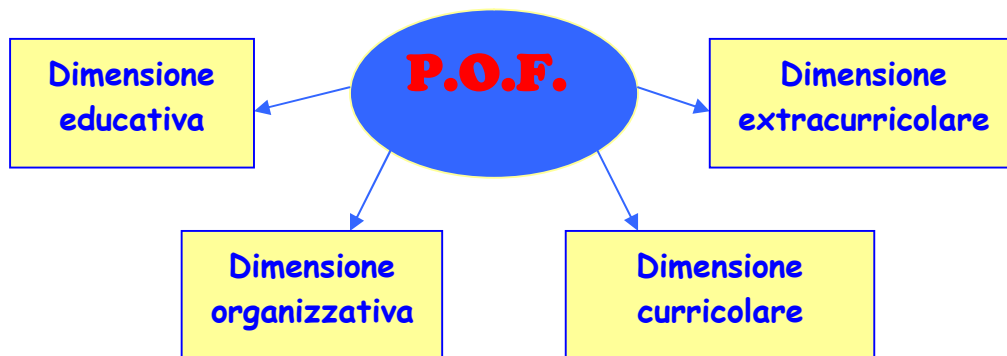 P.O.F.
Dimensione
educativa
Dimensione
extracurricolare
Dimensione
organizzativa
Dimensione
curricolare